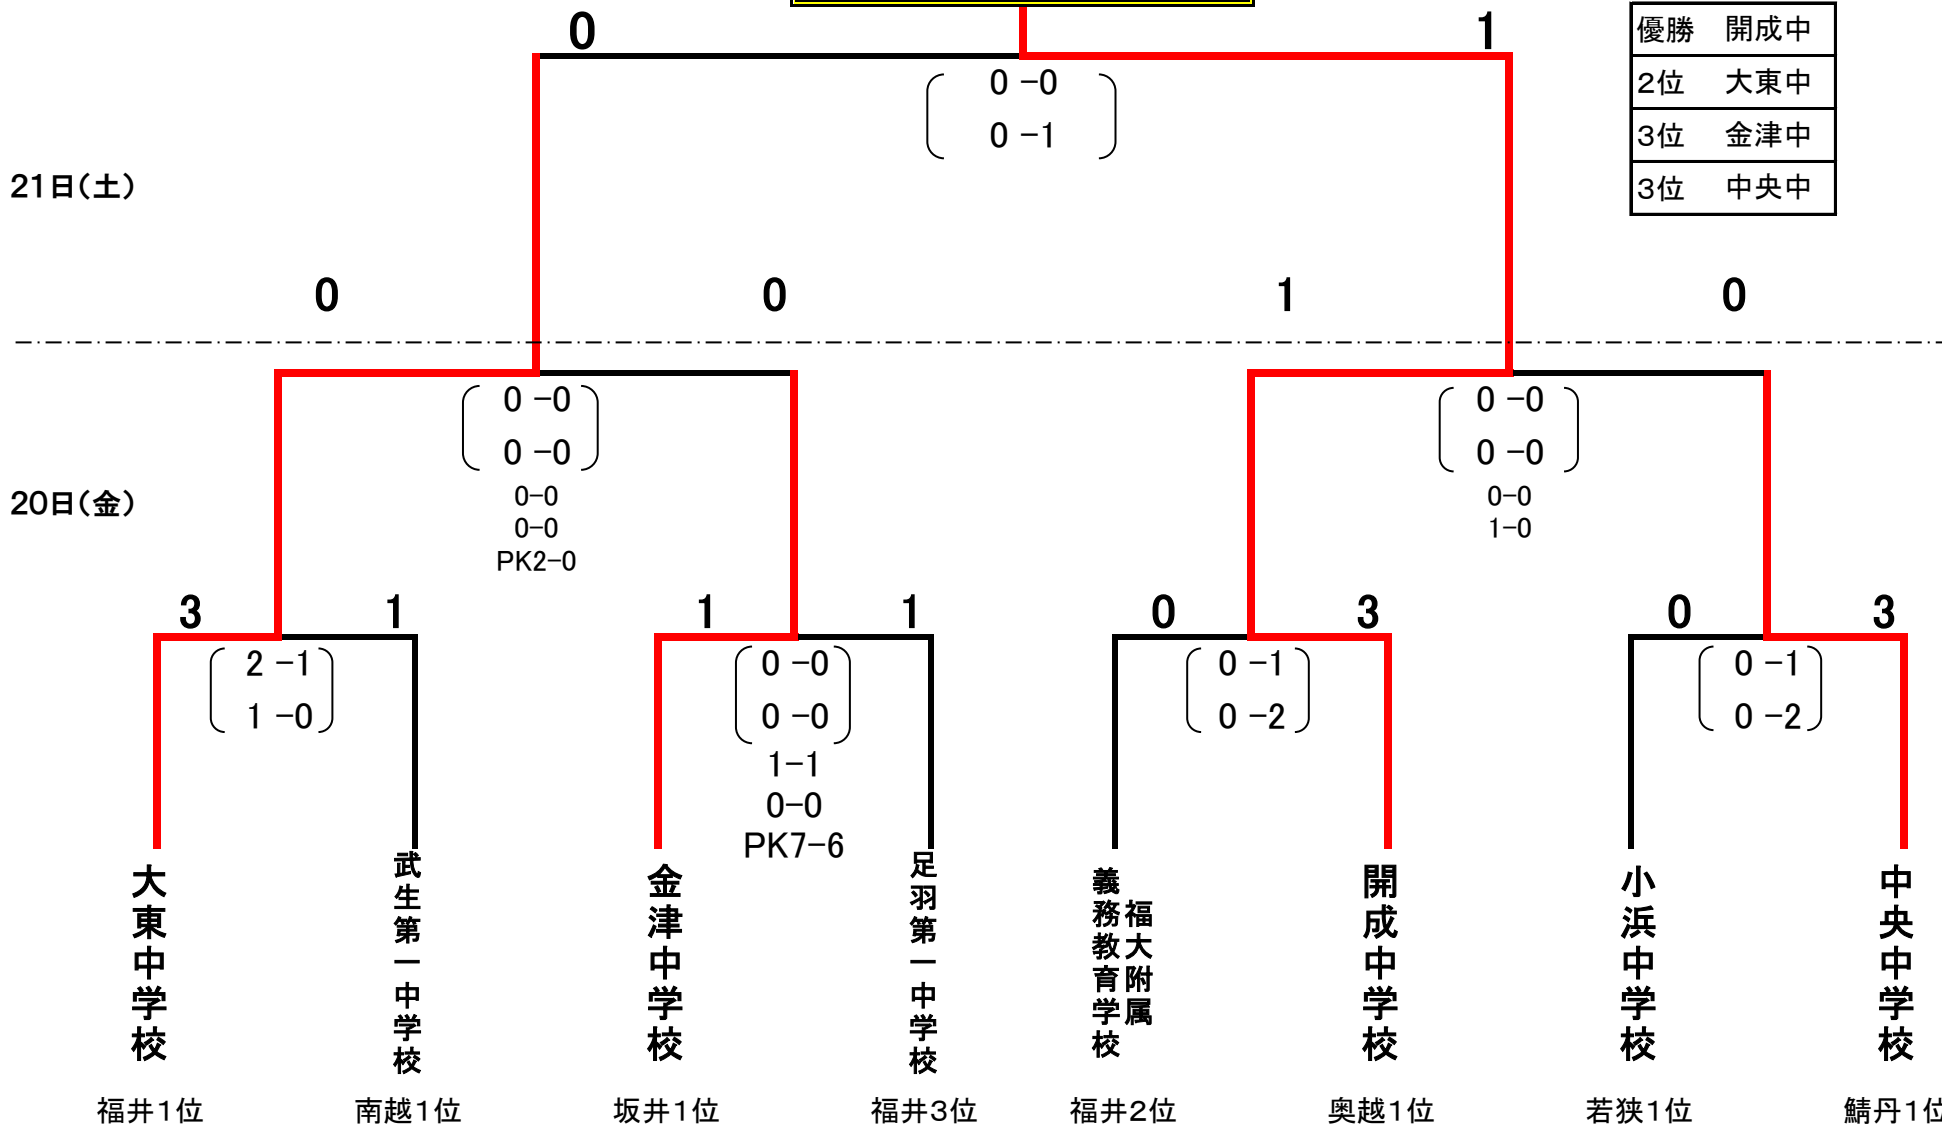 0
1
0 -0
0 -1
優勝 開成中
2位 大東中
3位 金津中
3位 中央中
21日(土)
0
0
1
0
0 -0
0 -0
0-0
0-0
PK2-0
0 -0
0 -0
0-0
1-0
20日(金)
3
1
1
1
0
3
0
3
2 -1
1 -0
0 -0
0 -0
1-1
0-0
PK7-6
0 -1
0 -2
0 -1
0 -2
大東中学校
武生第一中学校
金津中学校
足羽第一中学校
福大附属
義務教育学校
開成中学校
小浜中学校
中央中学校
福井1位
南越1位
坂井1位
福井3位
福井2位
奥越1位
若狭1位
鯖丹1位